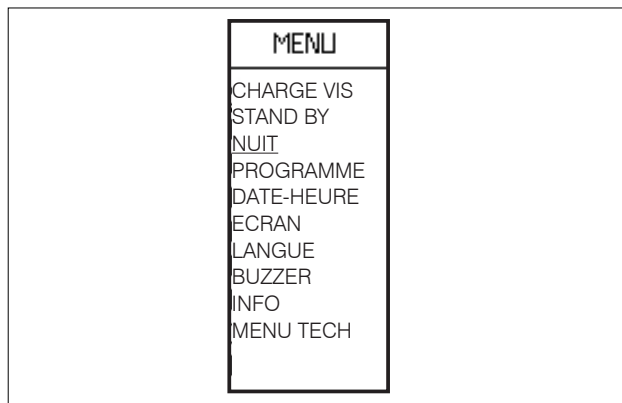 MENU
CHARGE VIS
STAND BY
NUIT
PROGRAMME
DATE-HEURE
ECRAN
LANGUE
BUZZER
INFO
MENU TECH